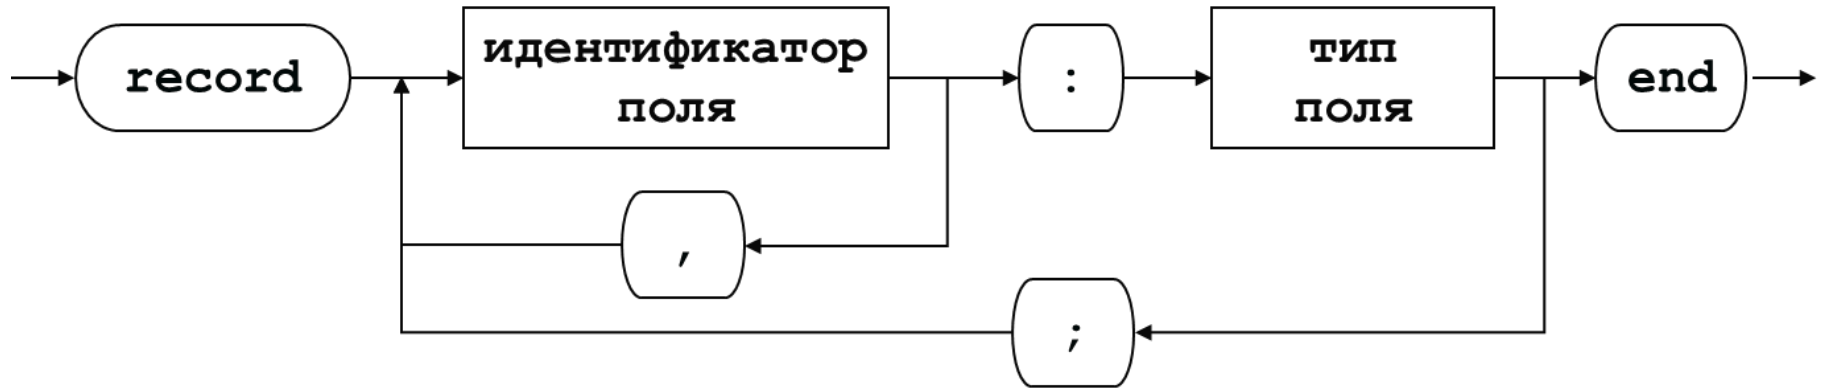 record
идентификатор
поля
:
тип
поля
end
,
;